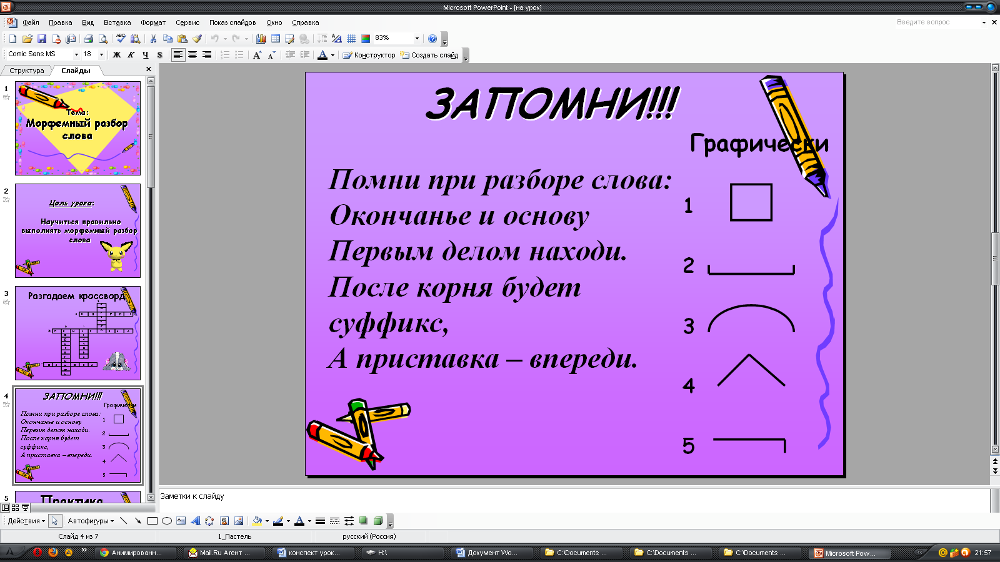 Microsoft PowerPoint - [на урок]
Файл Правка Вид Вставка Формат Сервис Показ слайдов Окно Справка Введите вопрос
83%
Comic Sans MS 18 Ж К Ч S Конструктор Создать слайд
Структура Слайды
1
Тема:
Морфемный разбор
слова
2
Цель урока:
Научиться правильно
выполнять морфемный разбор
слова
3
Разгадаем кроссворд
4
ЗАПОМНИ!!!
Графически
Помни при разборе слова:
Окончанье и основу
Первым делом находи.
После корня будет
суффикс,
А приставка – впереди.
1
2
3
4
5
5
Практика
ЗАПОМНИ!!!
Графически
Помни при разборе слова:
Окончанье и основу
Первым делом находи.
После корня будет
суффикс,
А приставка – впереди.
1
2
3
4
5
Заметки к слайду
Действия Автофигуры
Слайд 4 из 7 1_Пастель русский (Россия)
Анимированн... Mail.Ru Агент ... конспект урок... H:\ Документ Wo... C:\Documents ... C:\Documents ... C:\Documents ... Microsoft Pow... 21:57